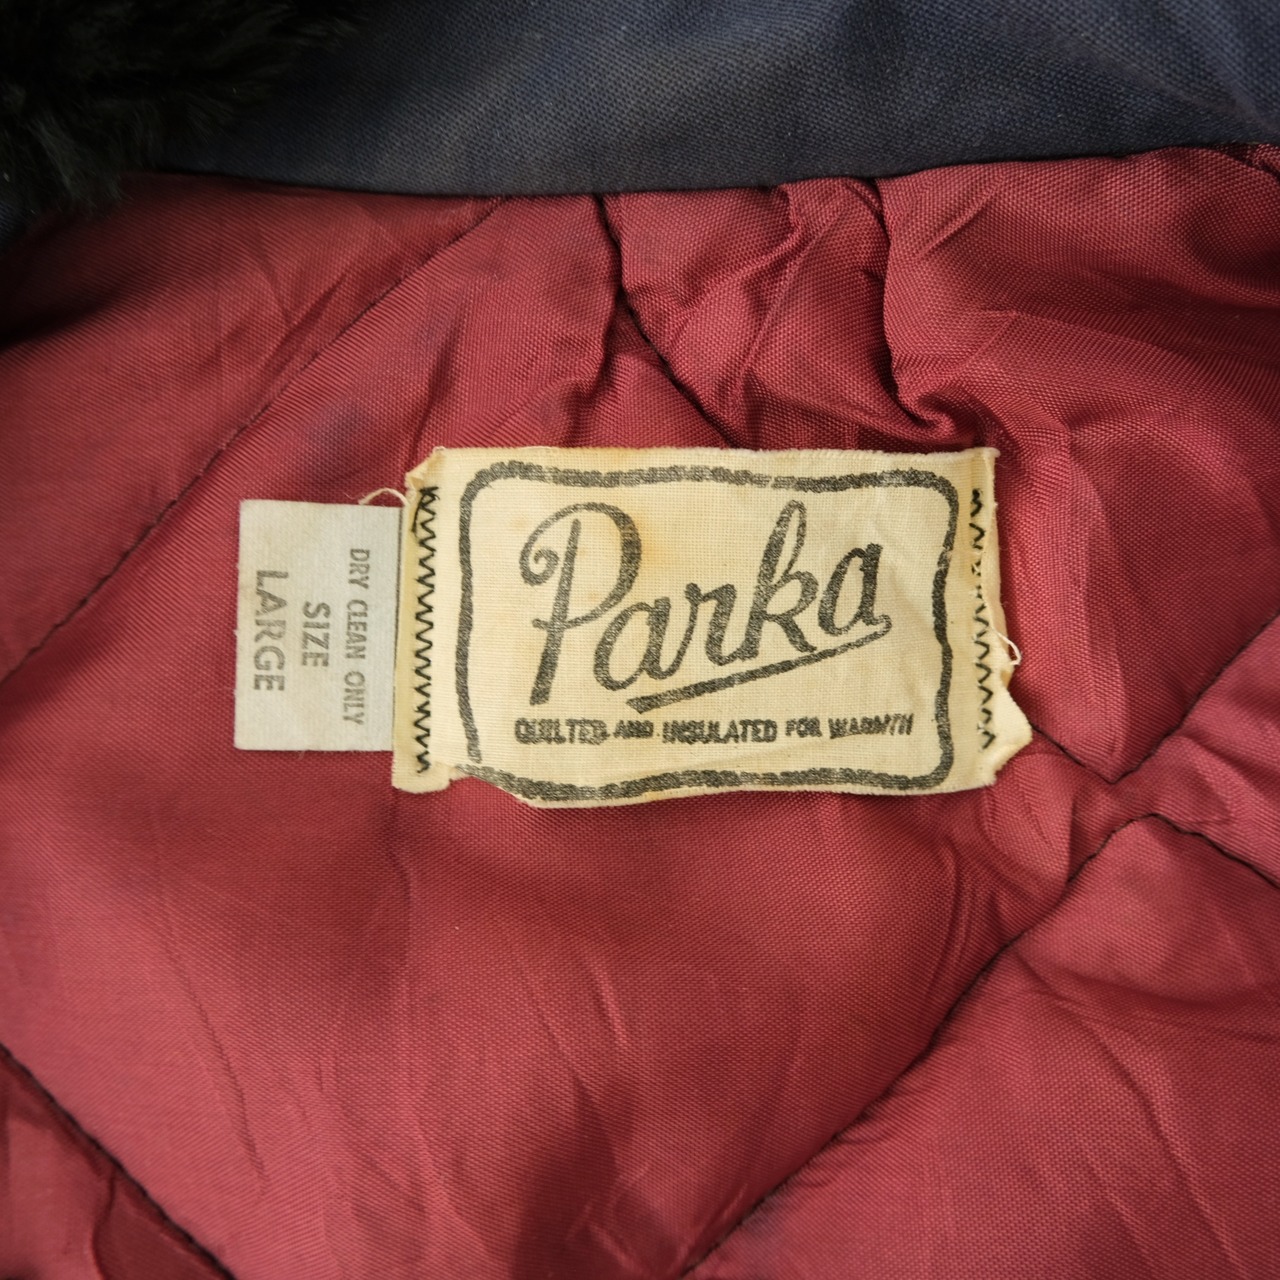 Parka
QUILTED AND INSULATED FOR WARMTH
DRY CLEAN ONLY
SIZE
LARGE